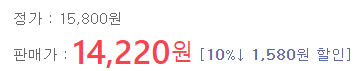 정가 : 15,800원
판매가 : 14,220원 [10%↓ 1,580원 할인]